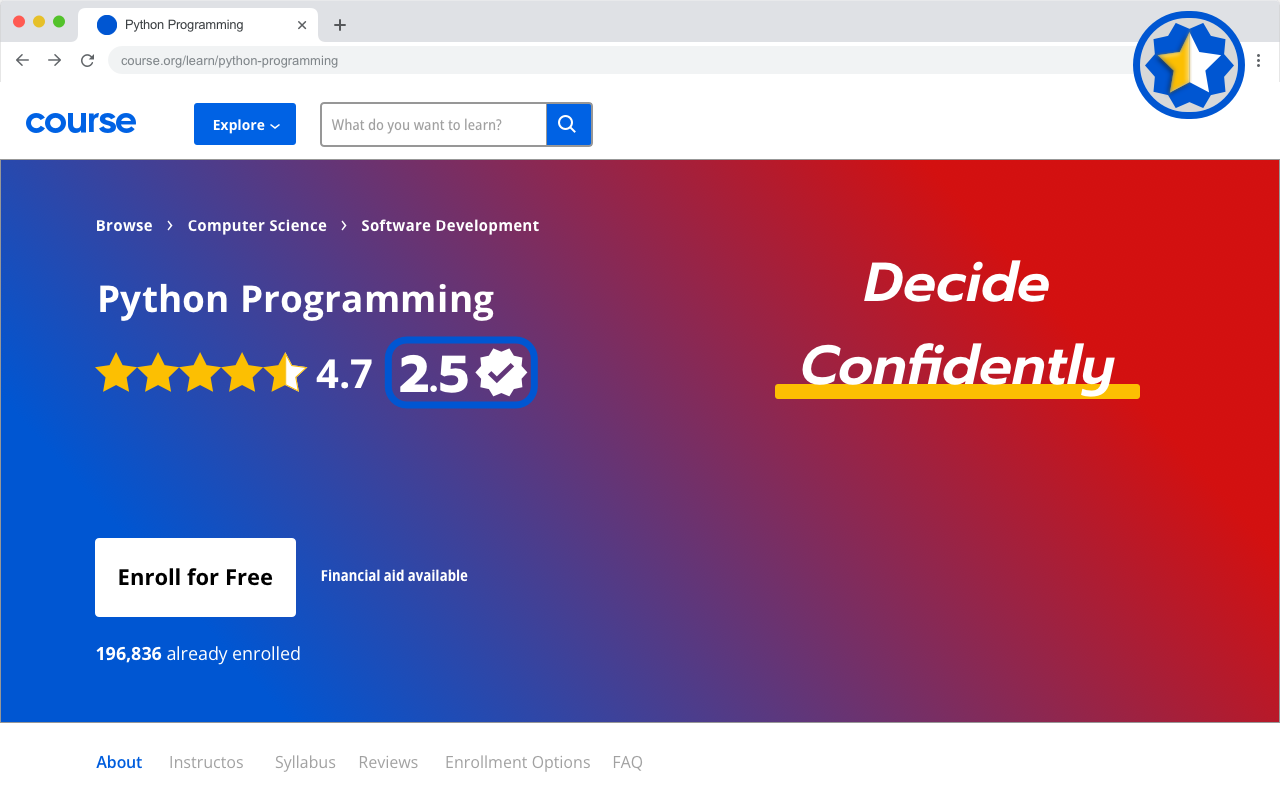 Python Programming
course.org/learn/python-programming
course
Explore
What do you want to learn?
Browse > Computer Science > Software Development
Python Programming
4.7 2.5
Decide
Confidently
Enroll for Free
Financial aid available
196,836 already enrolled
About Instructos Syllabus Reviews Enrollment Options FAQ